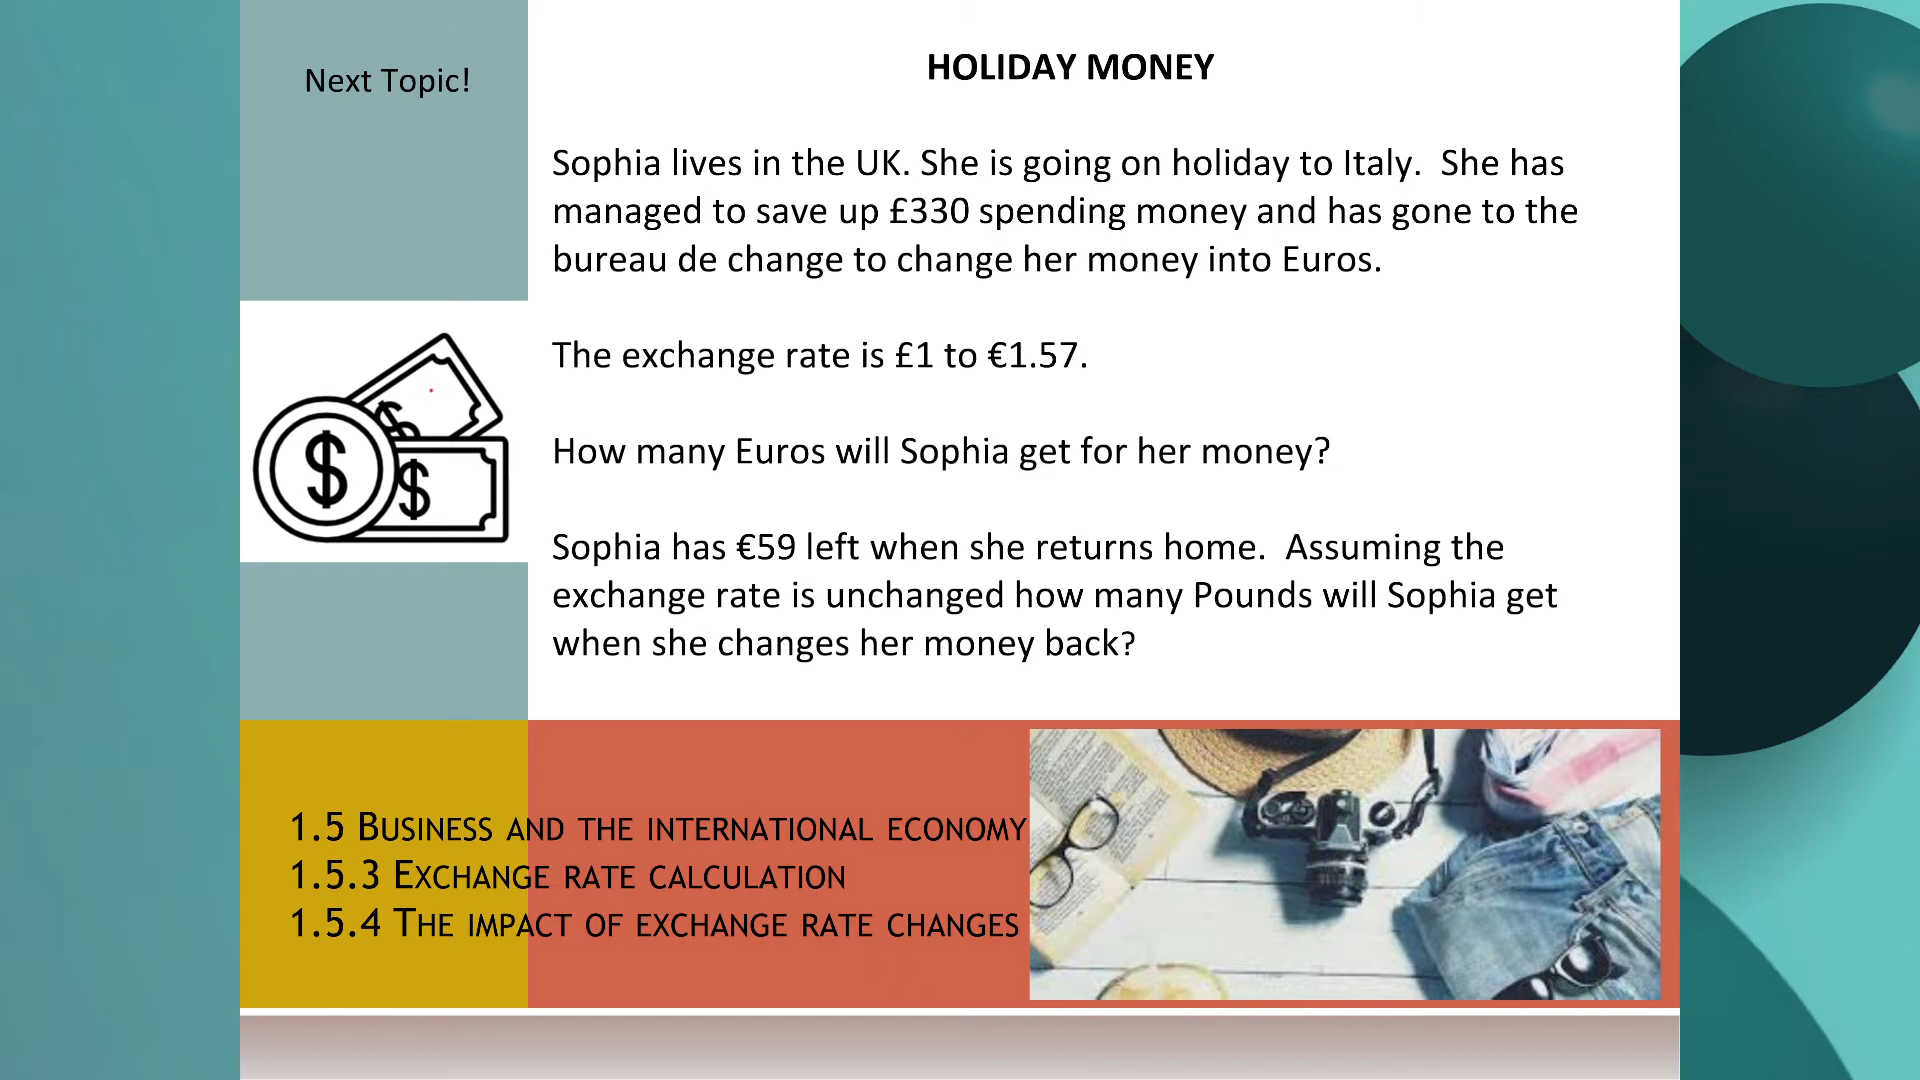 Next Topic!
HOLIDAY MONEY
Sophia lives in the UK. She is going on holiday to Italy.  She has
managed to save up £330 spending money and has gone to the
bureau de change to change her money into Euros.
The exchange rate is £1 to €1.57.
How many Euros will Sophia get for her money?
Sophia has €59 left when she returns home.  Assuming the
exchange rate is unchanged how many Pounds will Sophia get
when she changes her money back?
$
$
$
1.5 BUSINESS AND THE INTERNATIONAL ECONOMY
1.5.3 EXCHANGE RATE CALCULATION
1.5.4 THE IMPACT OF EXCHANGE RATE CHANGES